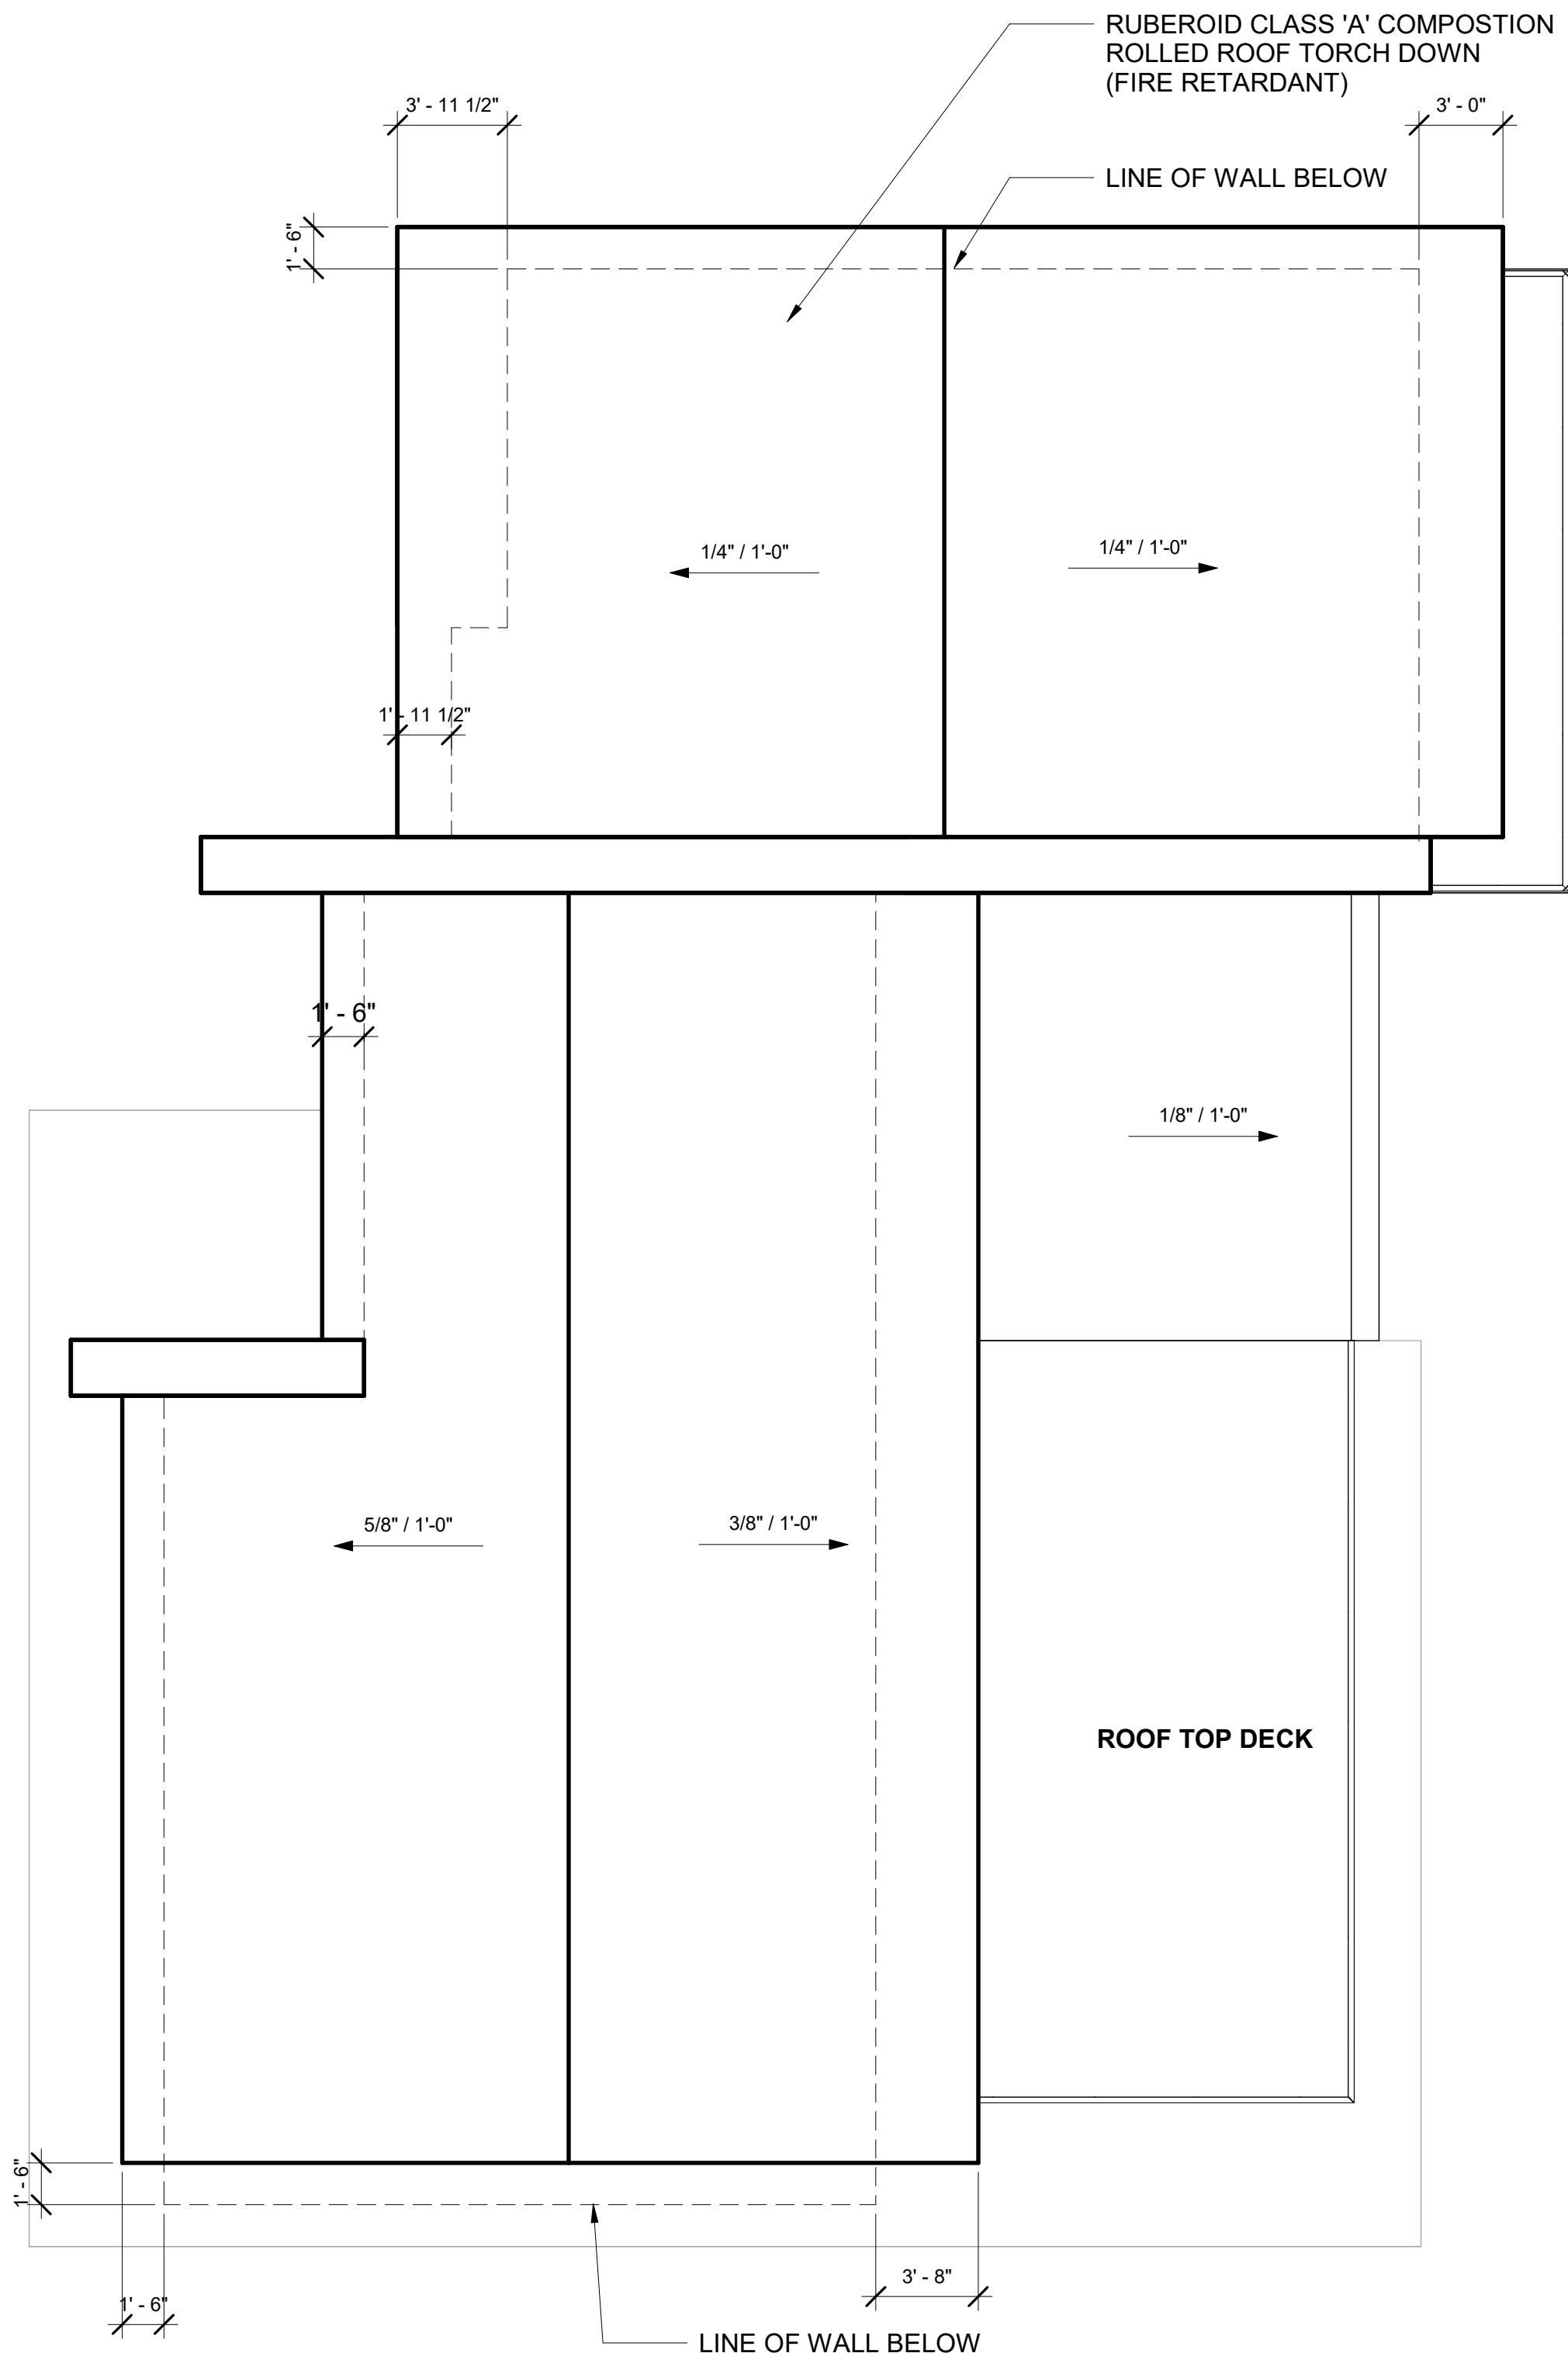 RUBEROID CLASS 'A' COMPOSTION
ROLLED ROOF TORCH DOWN
(FIRE RETARDANT)
3' - 11 1/2"
3' - 0"
LINE OF WALL BELOW
1' - 6"
1/4" / 1'-0"
1/4" / 1'-0"
1' - 11 1/2"
1' - 6"
1/8" / 1'-0"
5/8" / 1'-0"
3/8" / 1'-0"
ROOF TOP DECK
1' - 6"
3' - 8"
1' - 6"
LINE OF WALL BELOW